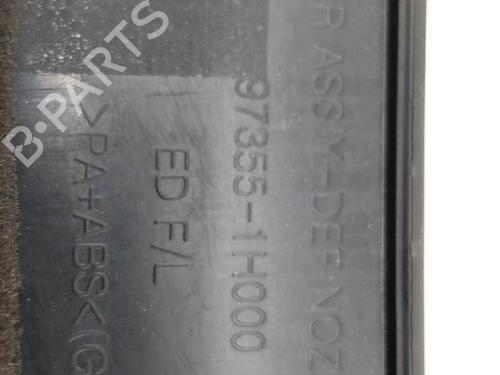 R ASSY-DEF NOZ
97355-1H000
ED F/L
>PA+ABS<(G
B-PARTS